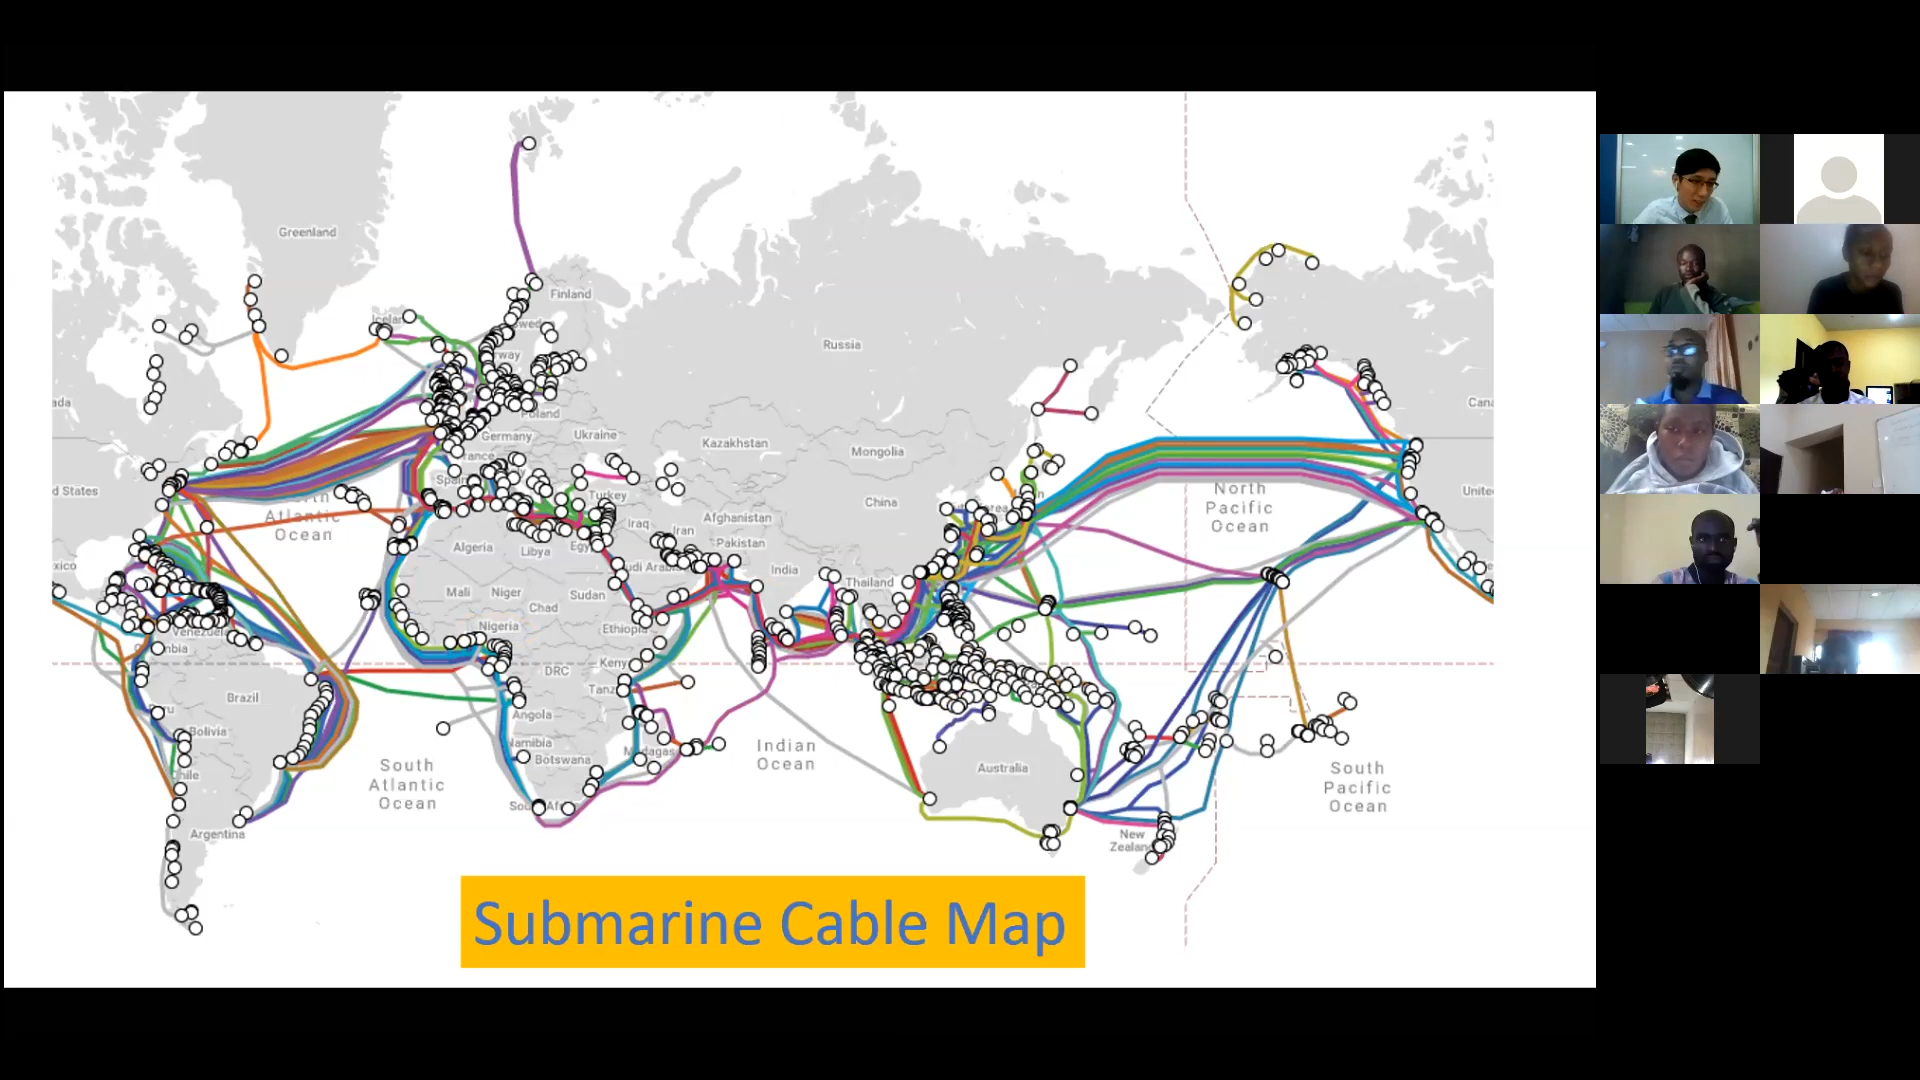 Greenland
Finland
Russia
Poland
Germany
Ukraine
Kazakhstan
Mongolia
Turkey
China
Iraq
Iran
Afghanistan
Pakistan
Algeria
Libya
India
Thailand
Mali
Niger
Chad
Sudan
Nigeria
Ethiopia
DRC
Brazil
Angola
Bolivia
Botswana
Argentina
Australia
New
Atlantic
Ocean
North
Pacific
Ocean
South
Atlantic
Ocean
Indian
Ocean
South
Pacific
Ocean
Submarine Cable Map